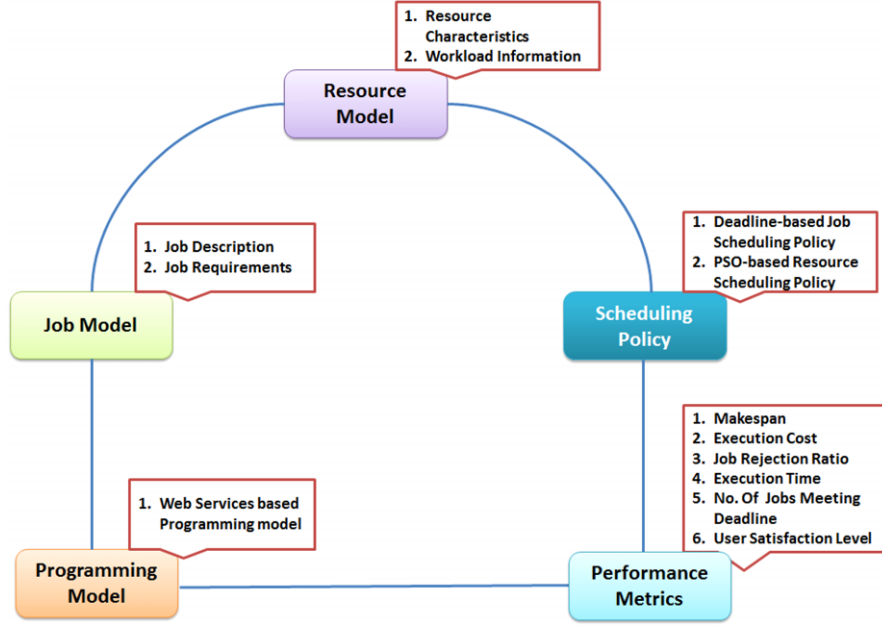 1. Resource
Characteristics
2. Workload Information
Resource
Model
1. Deadline-based Job
Scheduling Policy
2. PSO-based Resource
Scheduling Policy
1. Job Description
2. Job Requirements
Job Model
Scheduling
Policy
1. Makespan
2. Execution Cost
3. Job Rejection Ratio
4. Execution Time
5. No. Of Jobs Meeting
Deadline
6. User Satisfaction Level
1. Web Services based
Programming model
Programming
Model
Performance
Metrics